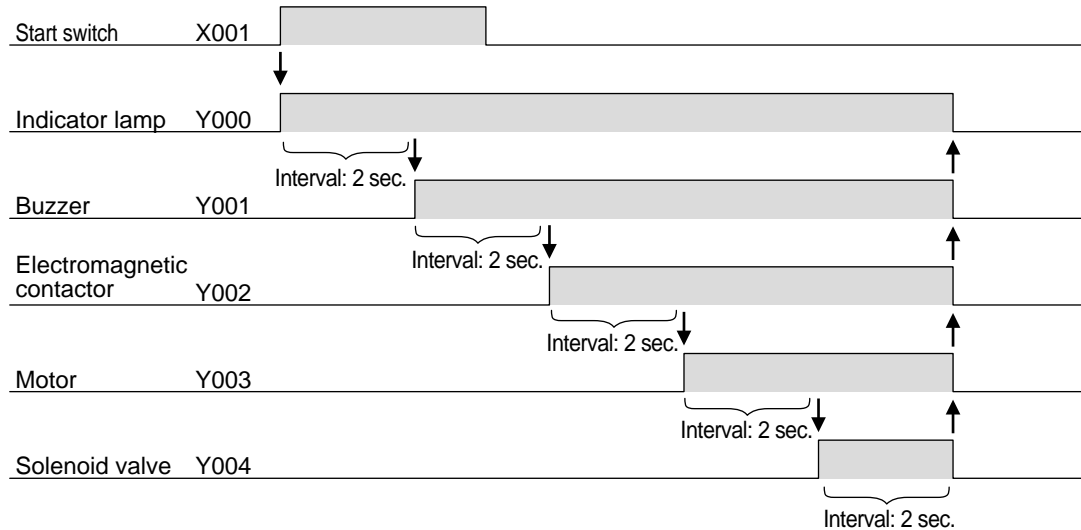 Start switch X001
Indicator lamp Y000
Interval: 2 sec.
Buzzer Y001
Interval: 2 sec.
Electromagnetic
contactor Y002
Interval: 2 sec.
Motor Y003
Interval: 2 sec.
Solenoid valve Y004
Interval: 2 sec.